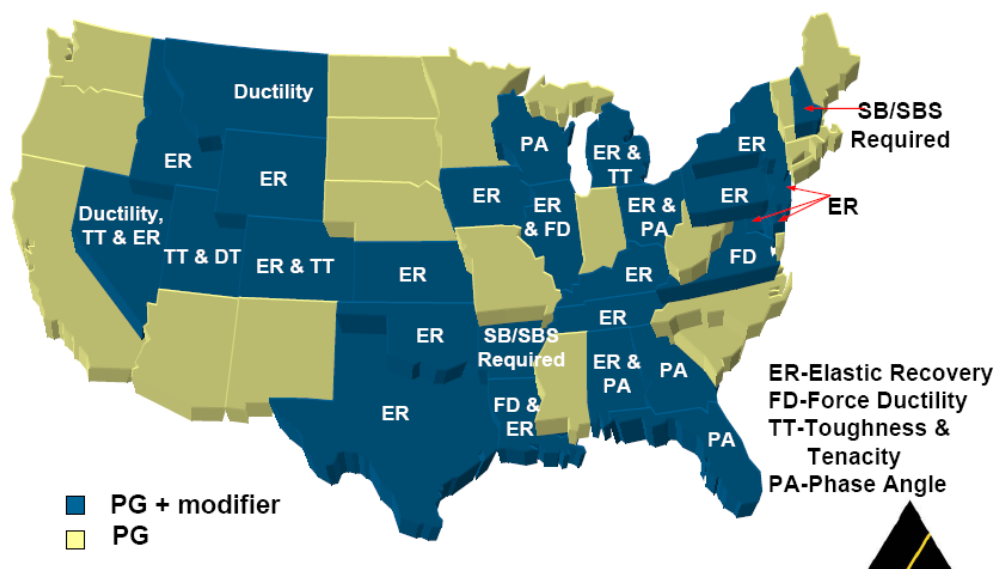 Ductility
SB/SBS
Required
PA
ER &
TT
ER
ER
ER
ER
ER
ER
& FD
ER &
PA
ER
Ductility,
TT & ER
TT & DT
ER & TT
ER
ER
FD
ER
ER
SB/SBS
Required
ER &
PA
PA
ER
FD &
ER
PA
ER-Elastic Recovery
FD-Force Ductility
TT-Toughness &
Tenacity
PA-Phase Angle
PG + modifier
PG